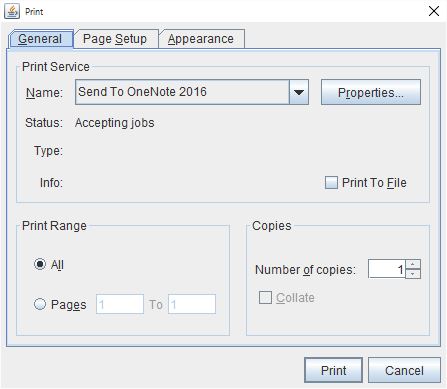 Print
General Page Setup Appearance
Print Service
Name: Send To OneNote 2016 Properties...
Status: Accepting jobs
Type:
Info: Print To File
Print Range
All
Pages 1 To 1
Copies
Number of copies: 1
Collate
Print Cancel